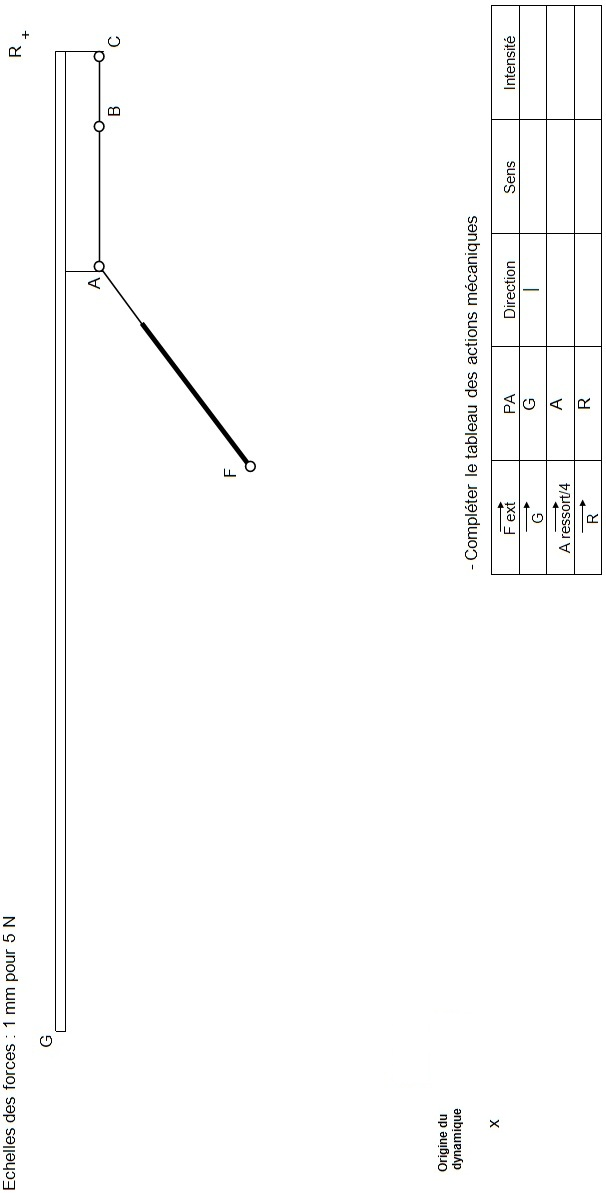 Echelles des forces : 1 mm pour 5 N
R
+
G
A
B
C
F
Origine du
dynamique
x
- Compléter le tableau des actions mécaniques
F ext PA Direction Sens Intensité
G G |
A ressort/4 A
R R